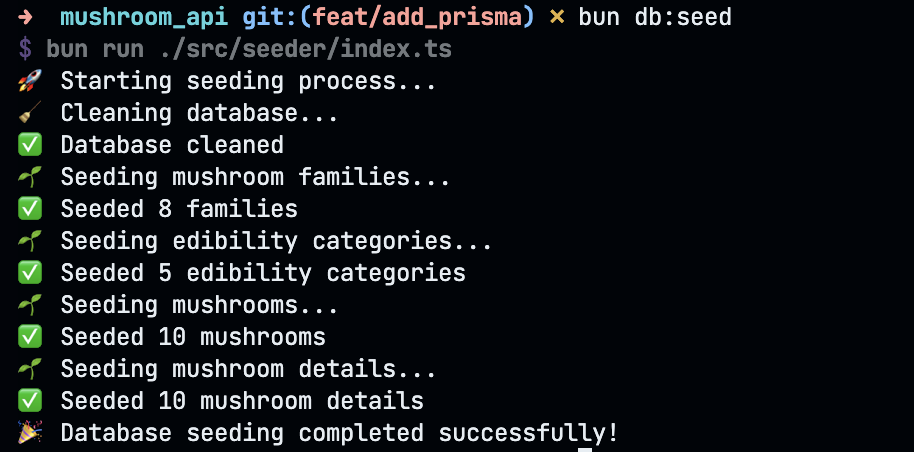 ➜ mushroom_api git:(feat/add_prisma) ✗ bun db:seed
$ bun run ./src/seeder/index.ts
🚀 Starting seeding process...
🧹 Cleaning database...
✅ Database cleaned
🌱 Seeding mushroom families...
✅ Seeded 8 families
🌱 Seeding edibility categories...
✅ Seeded 5 edibility categories
🌱 Seeding mushrooms...
✅ Seeded 10 mushrooms
🌱 Seeding mushroom details...
✅ Seeded 10 mushroom details
🎉 Database seeding completed successfully!